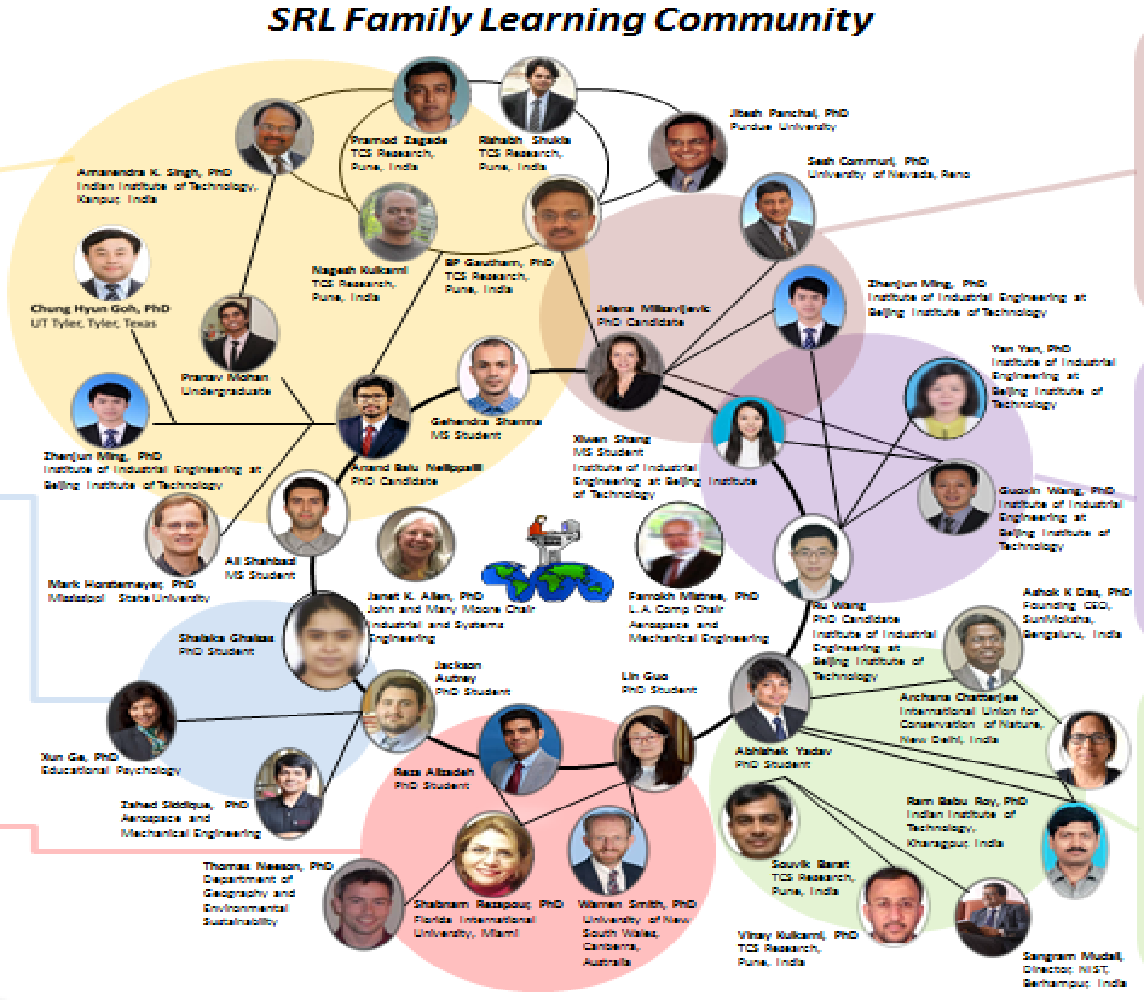 SRL Family Learning Community
Pramod Zagade
TCS Research,
Pune, India
Rishabh Shukla
TCS Research,
Pune, India
Jitesh Panchal, PhD
Purdue University
Sesh Commuri, PhD
University of Nevada, Reno
Amarendra K. Singh, PhD
Indian Institute of Technology,
Kanpur, India
Nagesh Kulkarni
TCS Research,
Pune, India
BP Gautham, PhD
TCS Research,
Pune, India
Chung Hyun Goh, PhD
UT Tyler, Tyler, Texas
Jelena Milisavljevic
PhD Candidate
Zhenjun Ming, PhD
Institute of Industrial Engineering at
Beijing Institute of Technology
Yan Yan, PhD
Institute of Industrial
Engineering at
Beijing Institute of
Technology
Pranav Mohan
Undergraduate
Gehendra Sharma
MS Student
Zhenjun Ming, PhD
Institute of Industrial Engineering at
Beijing Institute of Technology
Anand Balu Nellippallil
PhD Candidate
Xiwen Shang
MS Student
Institute of Industrial
Engineering at Beijing Institute
of Technology
Guoxin Wang, PhD
Institute of Industrial
Engineering at
Beijing Institute of
Technology
Mark Horstemeyer, PhD
Mississippi State University
Ali Shahbad
MS Student
Janet K. Allen, PhD
John and Mary Moore Chair
Industrial and Systems
Engineering
Farrokh Mistree, PhD
L.A. Comp Chair
Aerospace and
Mechanical Engineering
Ru Wang
PhD Candidate
Institute of Industrial
Engineering at
Beijing Institute of
Technology
Ashok K Das, PhD
Founding CEO,
SunMoksha,
Bengaluru, India
Shalaka Ghaisas
PhD Student
Jackson
Autrey
PhD Student
Lin Guo
PhD Student
Archana Chatterjee
International Union for
Conservation of Nature,
New Delhi, India
Xun Ge, PhD
Educational Psychology
Reza Alizadeh
PhD Student
Abhishek Yadav
PhD Student
Zahed Siddique, PhD
Aerospace and
Mechanical Engineering
Ram Babu Roy, PhD
Indian Institute of
Technology,
Kharagpur, India
Thomas Neeson, PhD
Department of
Geography and
Environmental
Sustainability
Shabnam Rezapour, PhD
Florida International
University, Miami
Warren Smith, PhD
University of New
South Wales,
Canberra,
Australia
Souvik Barat
TCS Research,
Pune, India
Vinay Kulkarni, PhD
TCS Research,
Pune, India
Sangram Mudali,
Director, NIST,
Berhampur, India